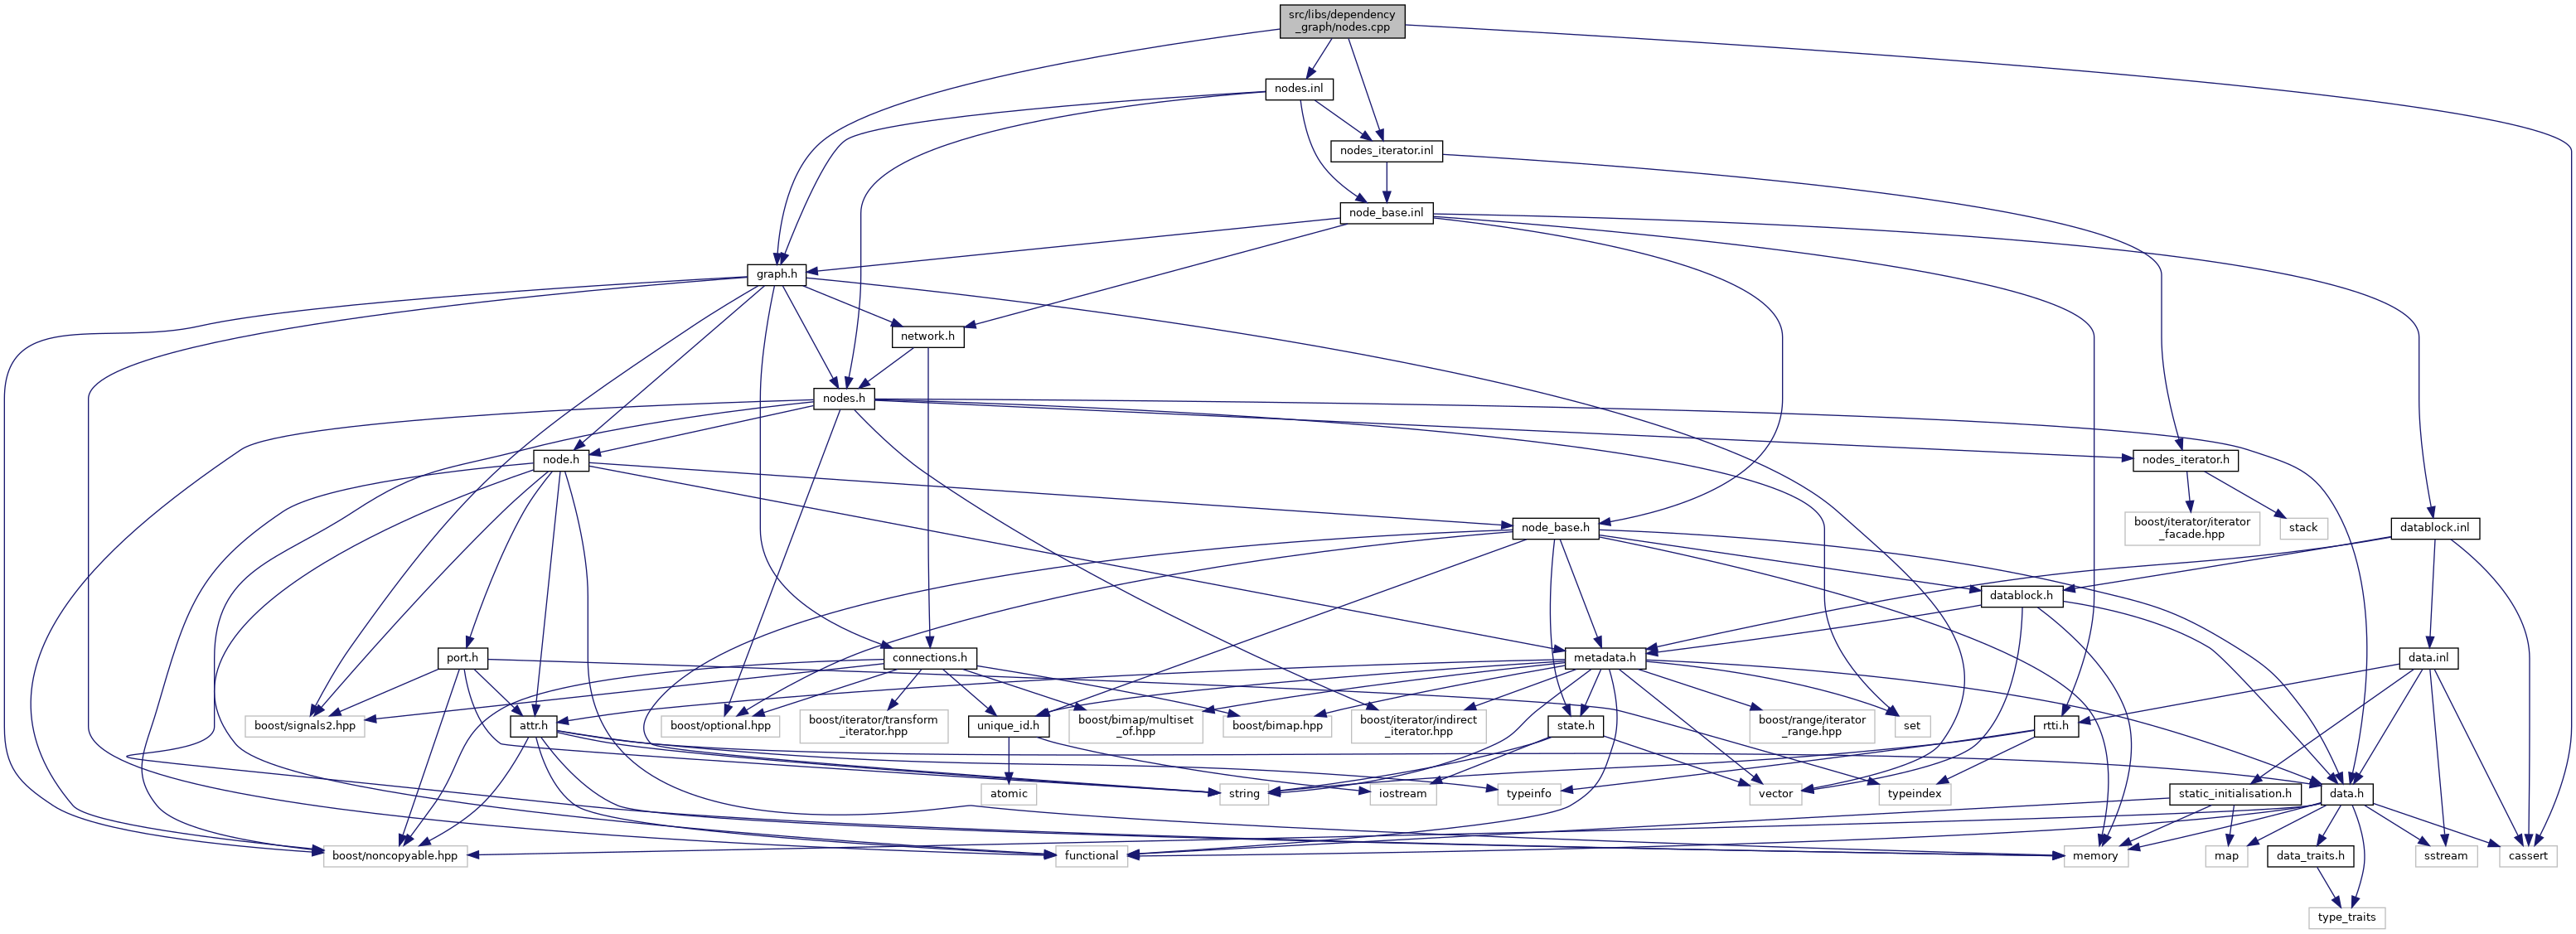 src/libs/dependency
_graph/nodes.cpp
nodes.inl
nodes_iterator.inl
node_base.inl
graph.h
network.h
nodes.h
node.h
nodes_iterator.h
node_base.h
boost/iterator/iterator
_facade.hpp
stack
datablock.inl
datablock.h
port.h
connections.h
metadata.h
data.inl
boost/signals2.hpp
attr.h
boost/optional.hpp
boost/iterator/transform
_iterator.hpp
unique_id.h
boost/bimap/multiset
_of.hpp
boost/bimap.hpp
boost/iterator/indirect
_iterator.hpp
state.h
boost/range/iterator
_range.hpp
set
rtti.h
atomic
string
iostream
typeinfo
vector
typeindex
static_initialisation.h
data.h
boost/noncopyable.hpp
functional
memory
map
data_traits.h
sstream
cassert
type_traits